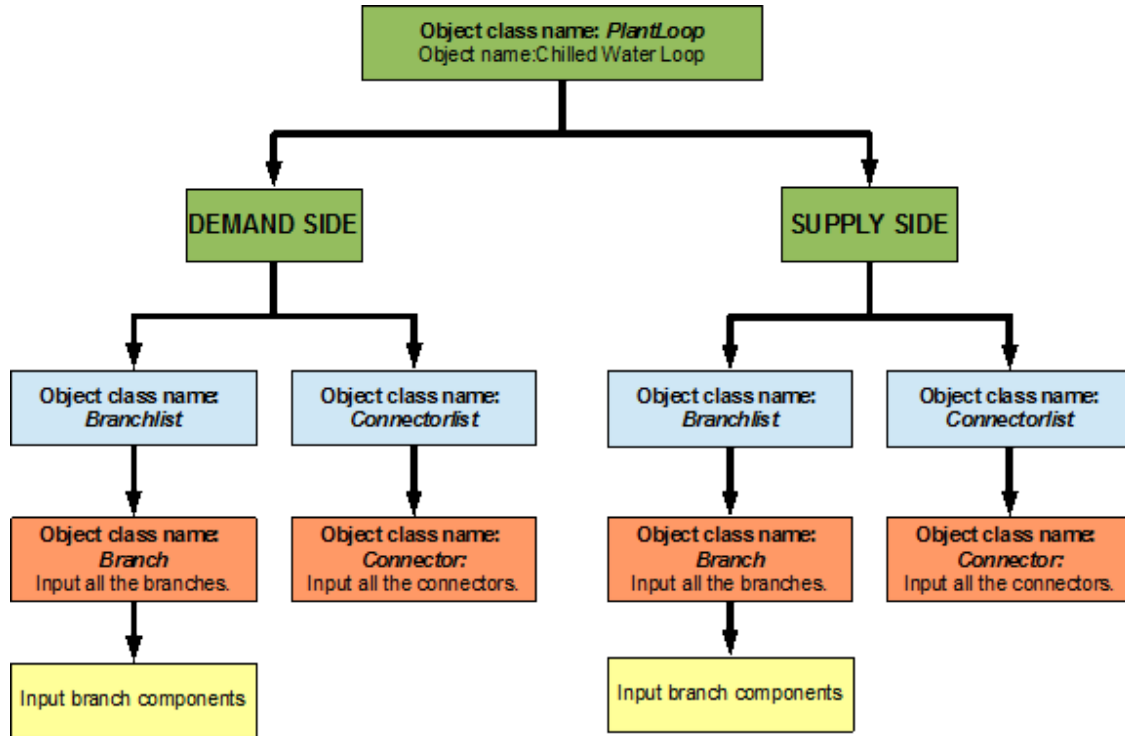 Object class name: PlantLoop
Object name:Chilled Water Loop
DEMAND SIDE
SUPPLY SIDE
Object class name:
Branchlist
Object class name:
Connectorlist
Object class name:
Branchlist
Object class name:
Connectorlist
Object class name:
Branch
Input all the branches.
Object class name:
Connector:
Input all the connectors.
Object class name:
Branch
Input all the branches.
Object class name:
Connector:
Input all the connectors.
Input branch components
Input branch components